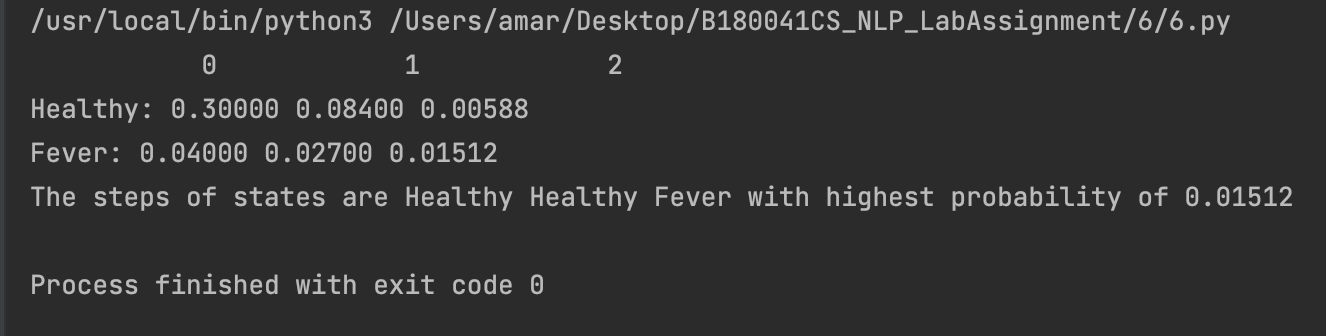 /usr/local/bin/python3 /Users/amar/Desktop/B180041CS_NLP_LabAssignment/6/6.py
           0            1            2
Healthy: 0.30000 0.08400 0.00588
Fever: 0.04000 0.02700 0.01512
The steps of states are Healthy Healthy Fever with highest probability of 0.01512
Process finished with exit code 0